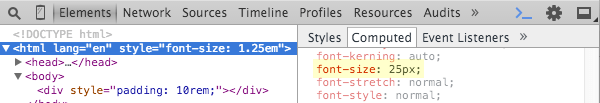 Elements Network Sources Timeline Profiles Resources Audits »
<!DOCTYPE html>
▼<html lang="en" style="font-size: 1.25em">
▶<head>…</head>
▼<body>
<div style="padding: 10rem;"></div>
</body>
Styles Computed Event Listeners »
font-kerning: auto;
font-size: 25px;
font-stretch: normal;
font-style: normal;